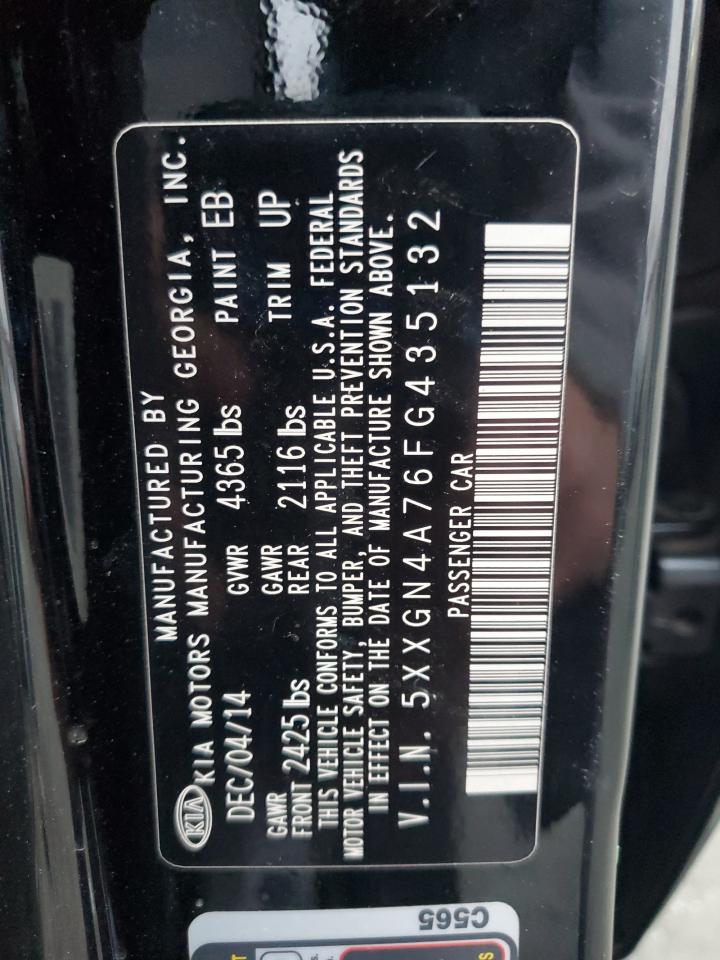 KIA
MANUFACTURED BY
KIA MOTORS MANUFACTURING GEORGIA, INC.
DEC/04/14 GVWR 4365 lbs PAINT EB
GAWR FRONT 2425 lbs GAWR REAR 2116 lbs TRIM UP
THIS VEHICLE CONFORMS TO ALL APPLICABLE U.S.A. FEDERAL
MOTOR VEHICLE SAFETY, BUMPER, AND THEFT PREVENTION STANDARDS
IN EFFECT ON THE DATE OF MANUFACTURE SHOWN ABOVE.
V.I.N. 5XXGN4A76FG435132
PASSENGER CAR
C565